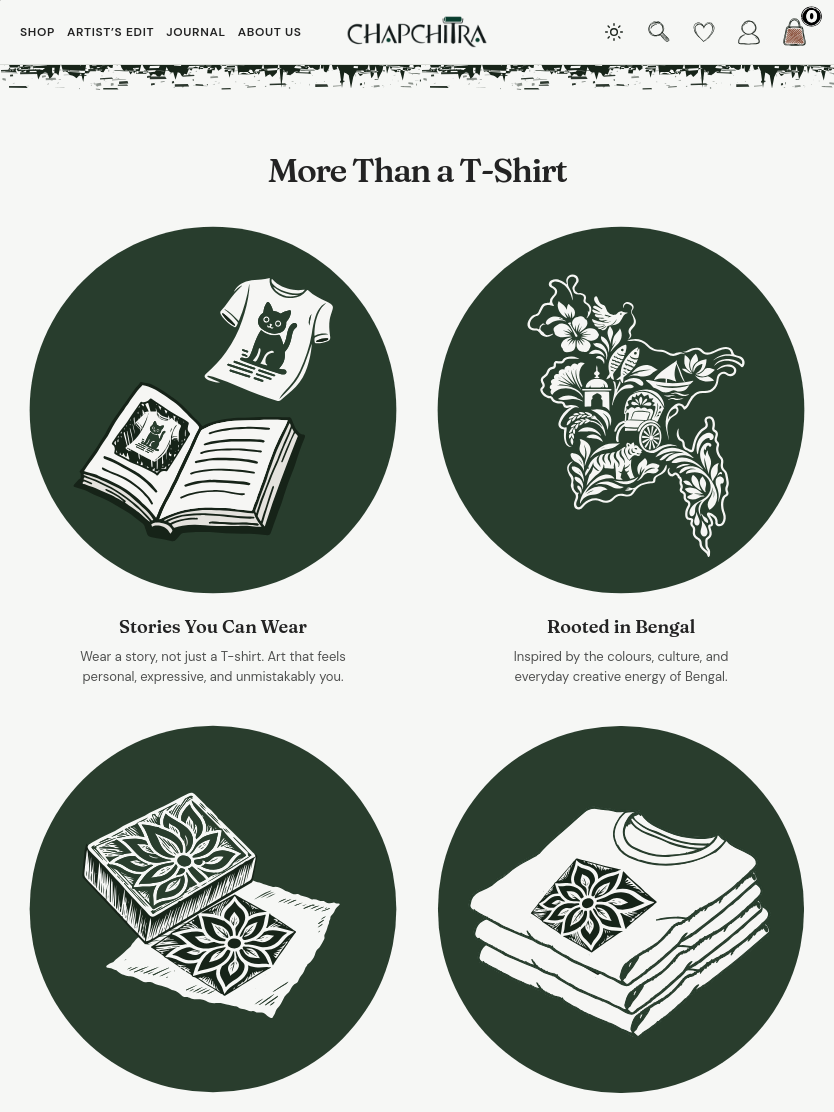 SHOP ARTIST'S EDIT JOURNAL ABOUT US CHAPCHITRA 0
More Than a T-Shirt
Stories You Can Wear
Wear a story, not just a T-shirt. Art that feels
personal, expressive, and unmistakably you.
Rooted in Bengal
Inspired by the colours, culture, and
everyday creative energy of Bengal.